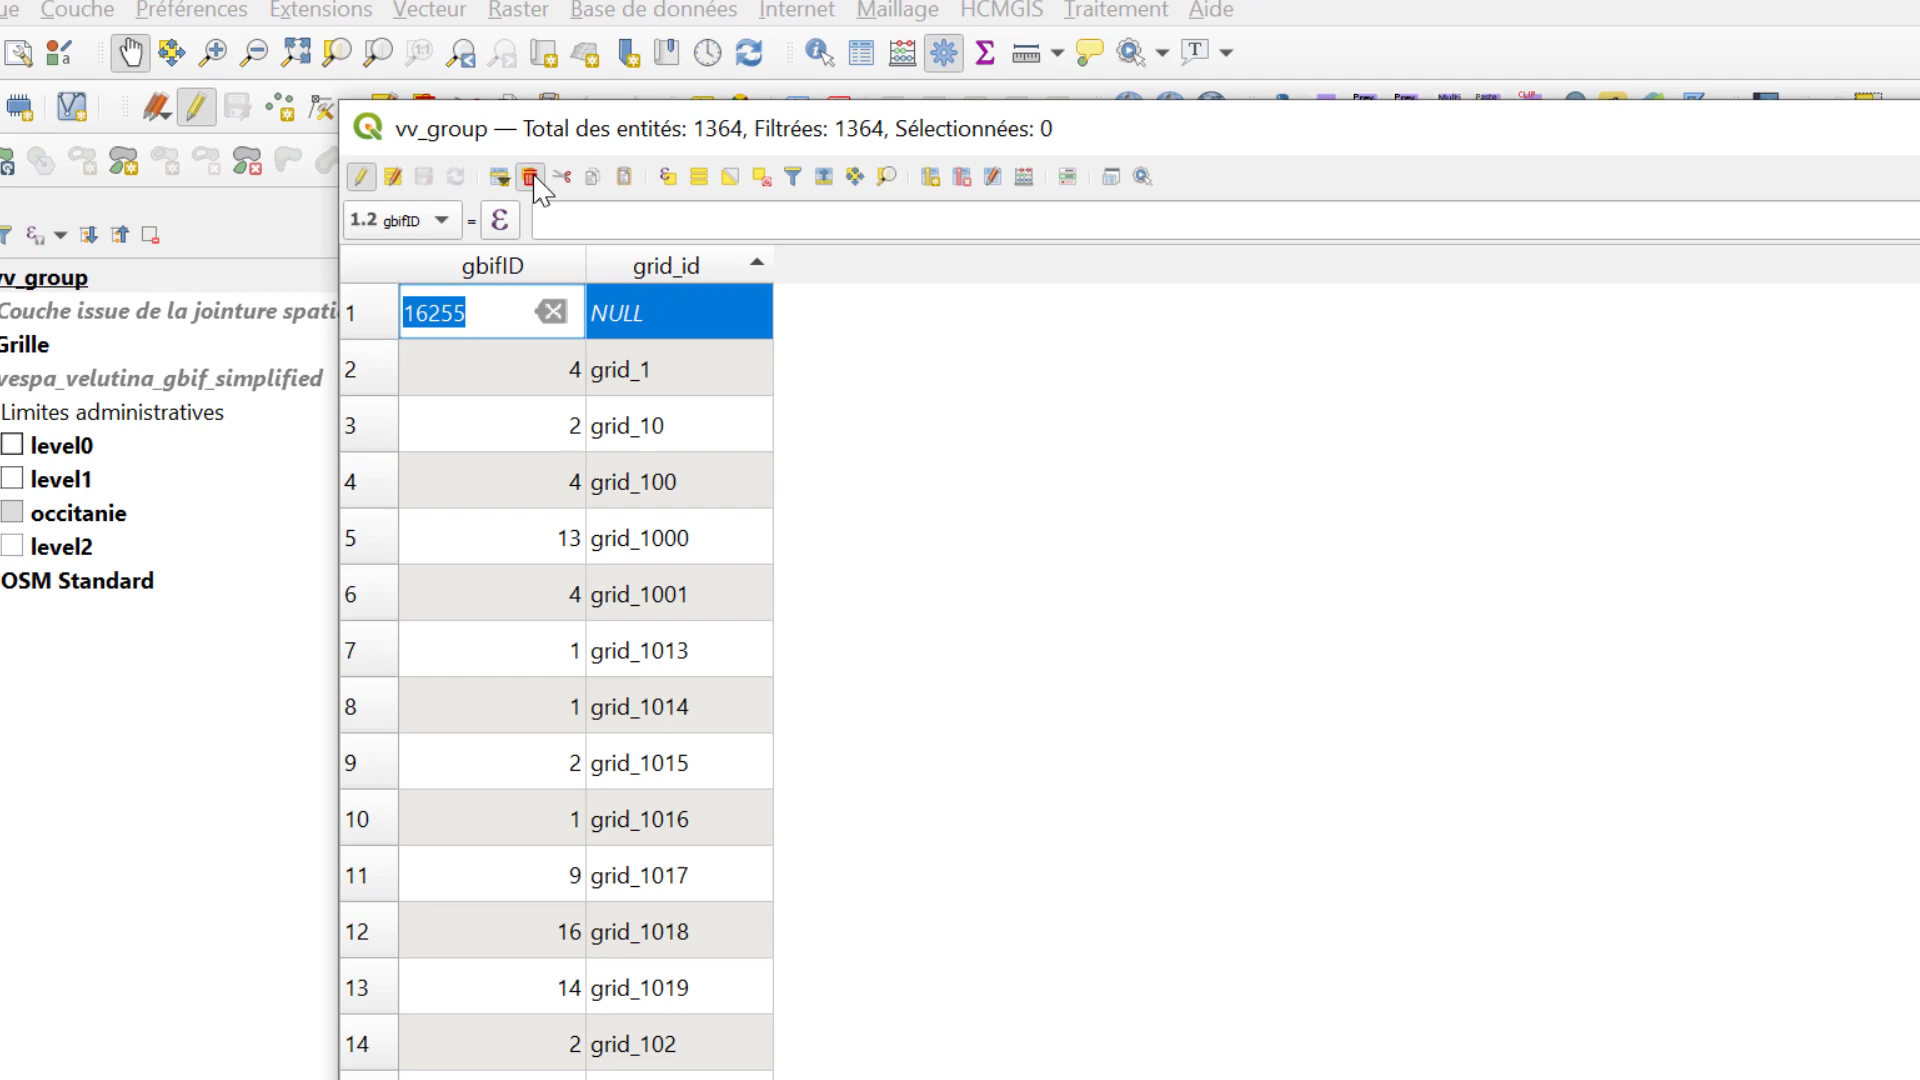 ue Couche Préférences Extensions Vecteur Raster Base de données Internet Maillage HCMGIS Traitement Aide
vv_group — Total des entités: 1364, Filtrées: 1364, Sélectionnées: 0
1.2 gbifID = ε
gbifID grid_id
1 16255 NULL
2 4 grid_1
3 2 grid_10
4 4 grid_100
5 13 grid_1000
6 4 grid_1001
7 1 grid_1013
8 1 grid_1014
9 2 grid_1015
10 1 grid_1016
11 9 grid_1017
12 16 grid_1018
13 14 grid_1019
14 2 grid_102
vv_group
Couche issue de la jointure spati
Grille
vespa_velutina_gbif_simplified
Limites administratives
level0
level1
occitanie
level2
OSM Standard